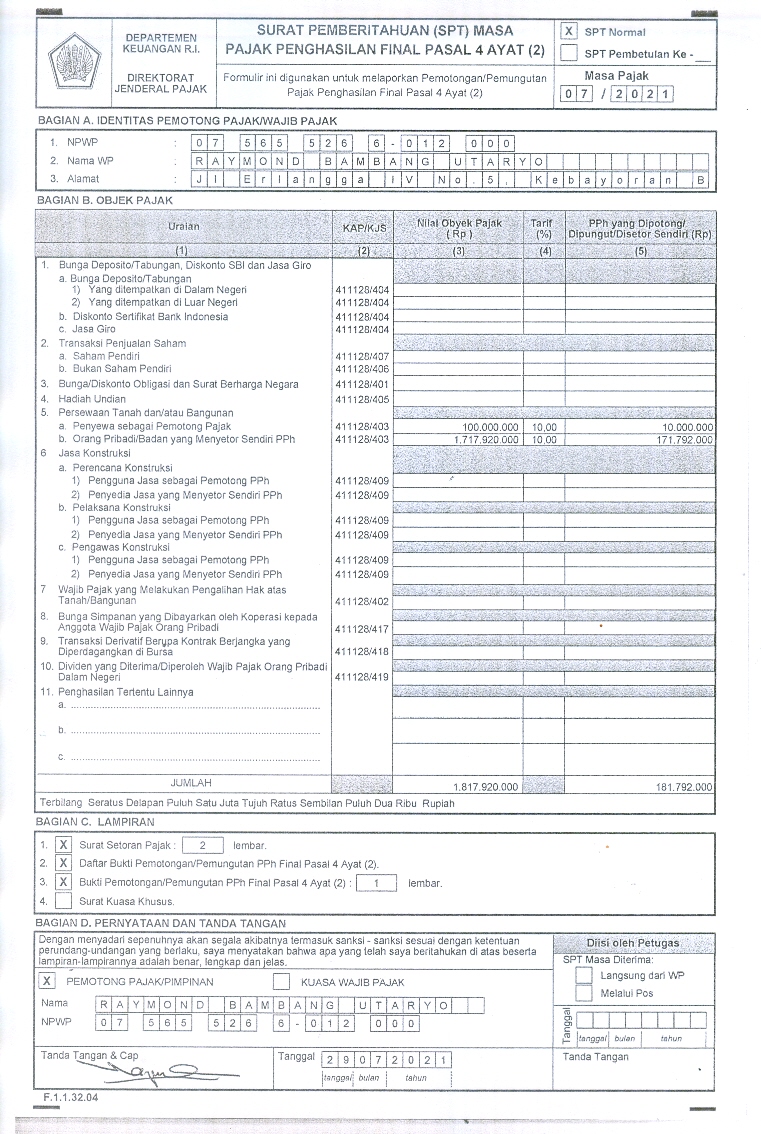 DEPARTEMEN
KEUANGAN R.I.
DIREKTORAT
JENDERAL PAJAK
SURAT PEMBERITAHUAN (SPT) MASA
PAJAK PENGHASILAN FINAL PASAL 4 AYAT (2)
Formulir ini digunakan untuk melaporkan Pemotongan/Pemungutan
Pajak Penghasilan Final Pasal 4 Ayat (2)
X SPT Normal
SPT Pembetulan Ke - __
Masa Pajak
07 / 2021
BAGIAN A. IDENTITAS PEMOTONG PAJAK/WAJIB PAJAK
1. NPWP : 07 565 526 6-012 000
2. Nama WP : RAYMOND BAMBANG UTARYO
3. Alamat : Jl Erlangga IV No.5, Kebayoran B
BAGIAN B. OBJEK PAJAK
Uraian KAP/KJS Nilai Obyek Pajak ( Rp ) Tarif (%) PPh yang Dipotong/ Dipungut/Disetor Sendiri (Rp)
(1) (2) (3) (4) (5)
1. Bunga Deposito/Tabungan, Diskonto SBI dan Jasa Giro
a. Bunga Deposito/Tabungan
1) Yang ditempatkan di Dalam Negeri 411128/404
2) Yang ditempatkan di Luar Negeri 411128/404
b. Diskonto Sertifikat Bank Indonesia 411128/404
c. Jasa Giro 411128/404
2. Transaksi Penjualan Saham
a. Saham Pendiri 411128/407
b. Bukan Saham Pendiri 411128/406
3. Bunga/Diskonto Obligasi dan Surat Berharga Negara 411128/401
4. Hadiah Undian 411128/405
5. Persewaan Tanah dan/atau Bangunan
a. Penyewa sebagai Pemotong Pajak 411128/403 100.000.000 10,00 10.000.000
b. Orang Pribadi/Badan yang Menyetor Sendiri PPh 411128/403 1.717.920.000 10,00 171.792.000
6 Jasa Konstruksi
a. Perencana Konstruksi
1) Pengguna Jasa sebagai Pemotong PPh 411128/409
2) Penyedia Jasa yang Menyetor Sendiri PPh 411128/409
b. Pelaksana Konstruksi
1) Pengguna Jasa sebagai Pemotong PPh 411128/409
2) Penyedia Jasa yang Menyetor Sendiri PPh 411128/409
c. Pengawas Konstruksi
1) Pengguna Jasa sebagai Pemotong PPh 411128/409
2) Penyedia Jasa yang Menyetor Sendiri PPh 411128/409
7 Wajib Pajak yang Melakukan Pengalihan Hak atas
Tanah/Bangunan 411128/402
8. Bunga Simpanan yang Dibayarkan oleh Koperasi kepada
Anggota Wajib Pajak Orang Pribadi 411128/417
9. Transaksi Derivatif Berupa Kontrak Berjangka yang
Diperdagangkan di Bursa 411128/418
10. Dividen yang Diterima/Diperoleh Wajib Pajak Orang Pribadi
Dalam Negeri 411128/419
11. Penghasilan Tertentu Lainnya
a. ..........
b. ..........
c. ..........
JUMLAH 1.817.920.000 181.792.000
Terbilang Seratus Delapan Puluh Satu Juta Tujuh Ratus Sembilan Puluh Dua Ribu Rupiah
BAGIAN C. LAMPIRAN
1. X Surat Setoran Pajak : 2 lembar.
2. X Daftar Bukti Pemotongan/Pemungutan PPh Final Pasal 4 Ayat (2).
3. X Bukti Pemotongan/Pemungutan PPh Final Pasal 4 Ayat (2) : 1 lembar.
4. Surat Kuasa Khusus.
BAGIAN D. PERNYATAAN DAN TANDA TANGAN
Dengan menyadari sepenuhnya akan segala akibatnya termasuk sanksi - sanksi sesuai dengan ketentuan
perundang-undangan yang berlaku, saya menyatakan bahwa apa yang telah saya beritahukan di atas beserta
lampiran-lampirannya adalah benar, lengkap dan jelas.
X PEMOTONG PAJAK/PIMPINAN KUASA WAJIB PAJAK
Nama RAYMOND BAMBANG UTARYO
NPWP 07 565 526 6-012 000
Tanda Tangan & Cap
Tanggal 29072021
tanggal bulan tahun
Diisi oleh Petugas
SPT Masa Diterima:
Langsung dari WP
Melalui Pos
Tanggal
tanggal bulan tahun
Tanda Tangan
F.1.1.32.04